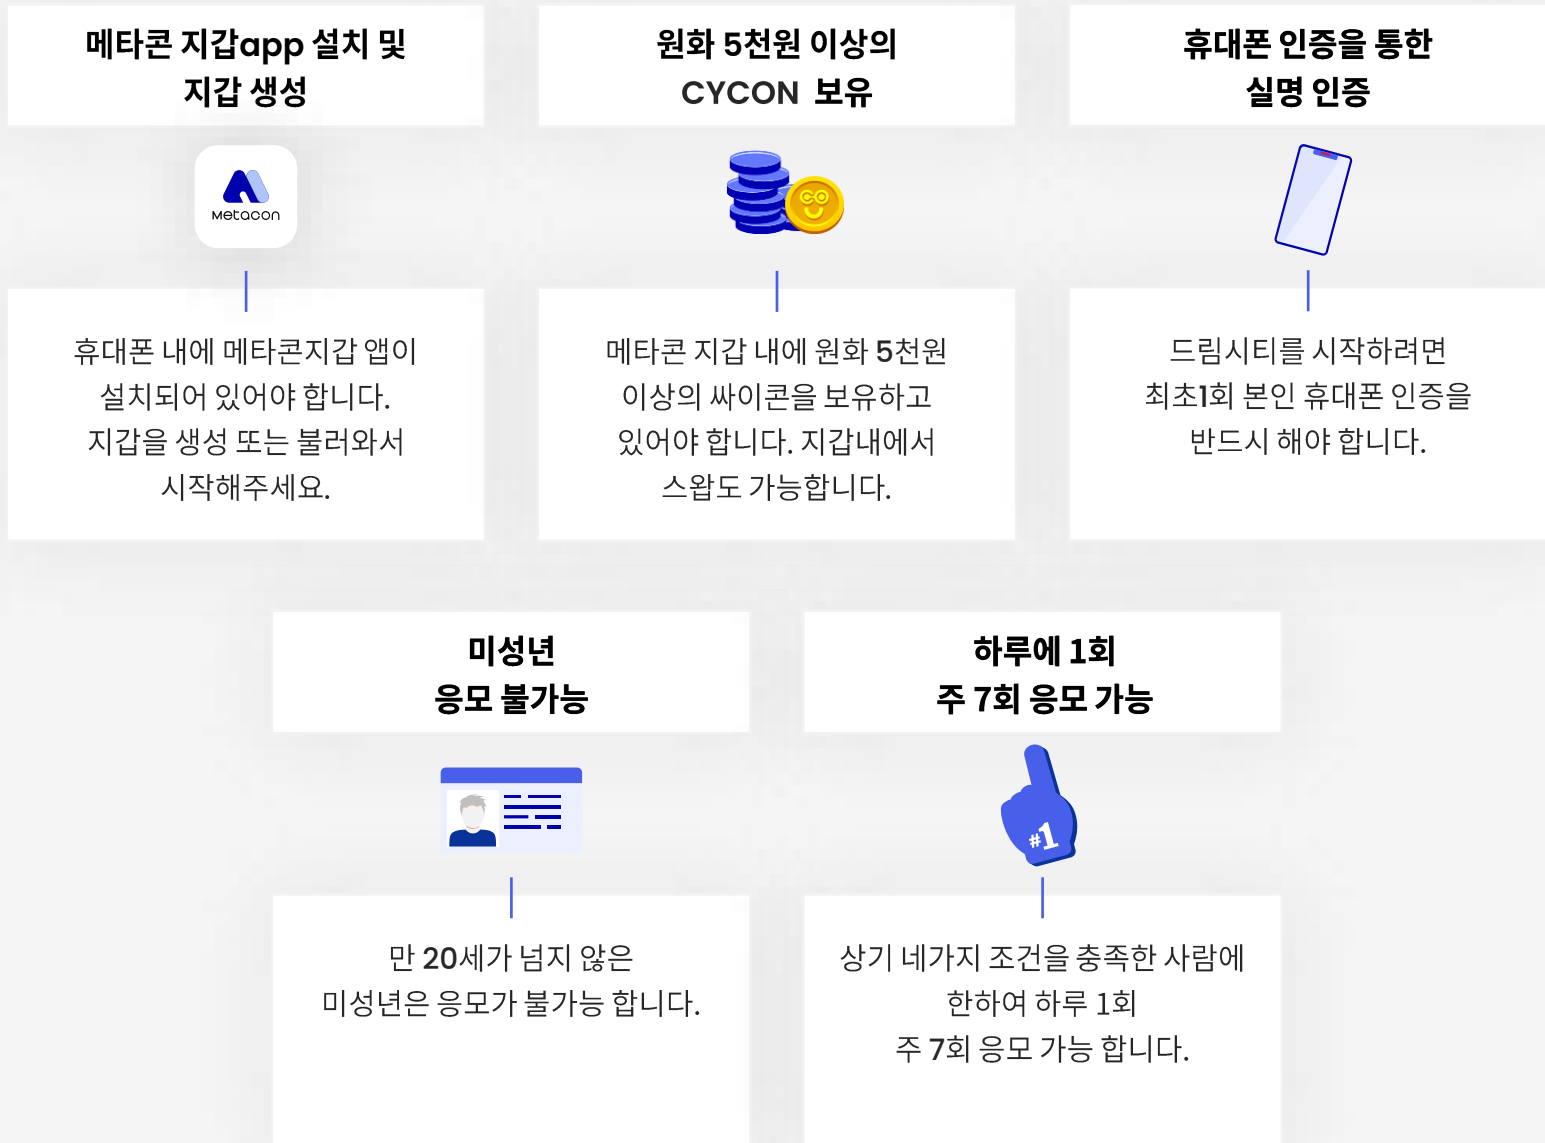 메타콘 지갑app 설치 및
지갑 생성
Metacon
휴대폰 내에 메타콘지갑 앱이
설치되어 있어야 합니다.
지갑을 생성 또는 불러와서
시작해주세요.
원화 5천원 이상의
CYCON 보유
메타콘 지갑 내에 원화 5천원
이상의 싸이콘을 보유하고
있어야 합니다. 지갑내에서
스왑도 가능합니다.
휴대폰 인증을 통한
실명 인증
드림시티를 시작하려면
최초1회 본인 휴대폰 인증을
반드시 해야 합니다.
미성년
응모 불가능
만 20세가 넘지 않은
미성년은 응모가 불가능 합니다.
하루에 1회
주 7회 응모 가능
#1
상기 네가지 조건을 충족한 사람에
한하여 하루 1회
주 7회 응모 가능 합니다.